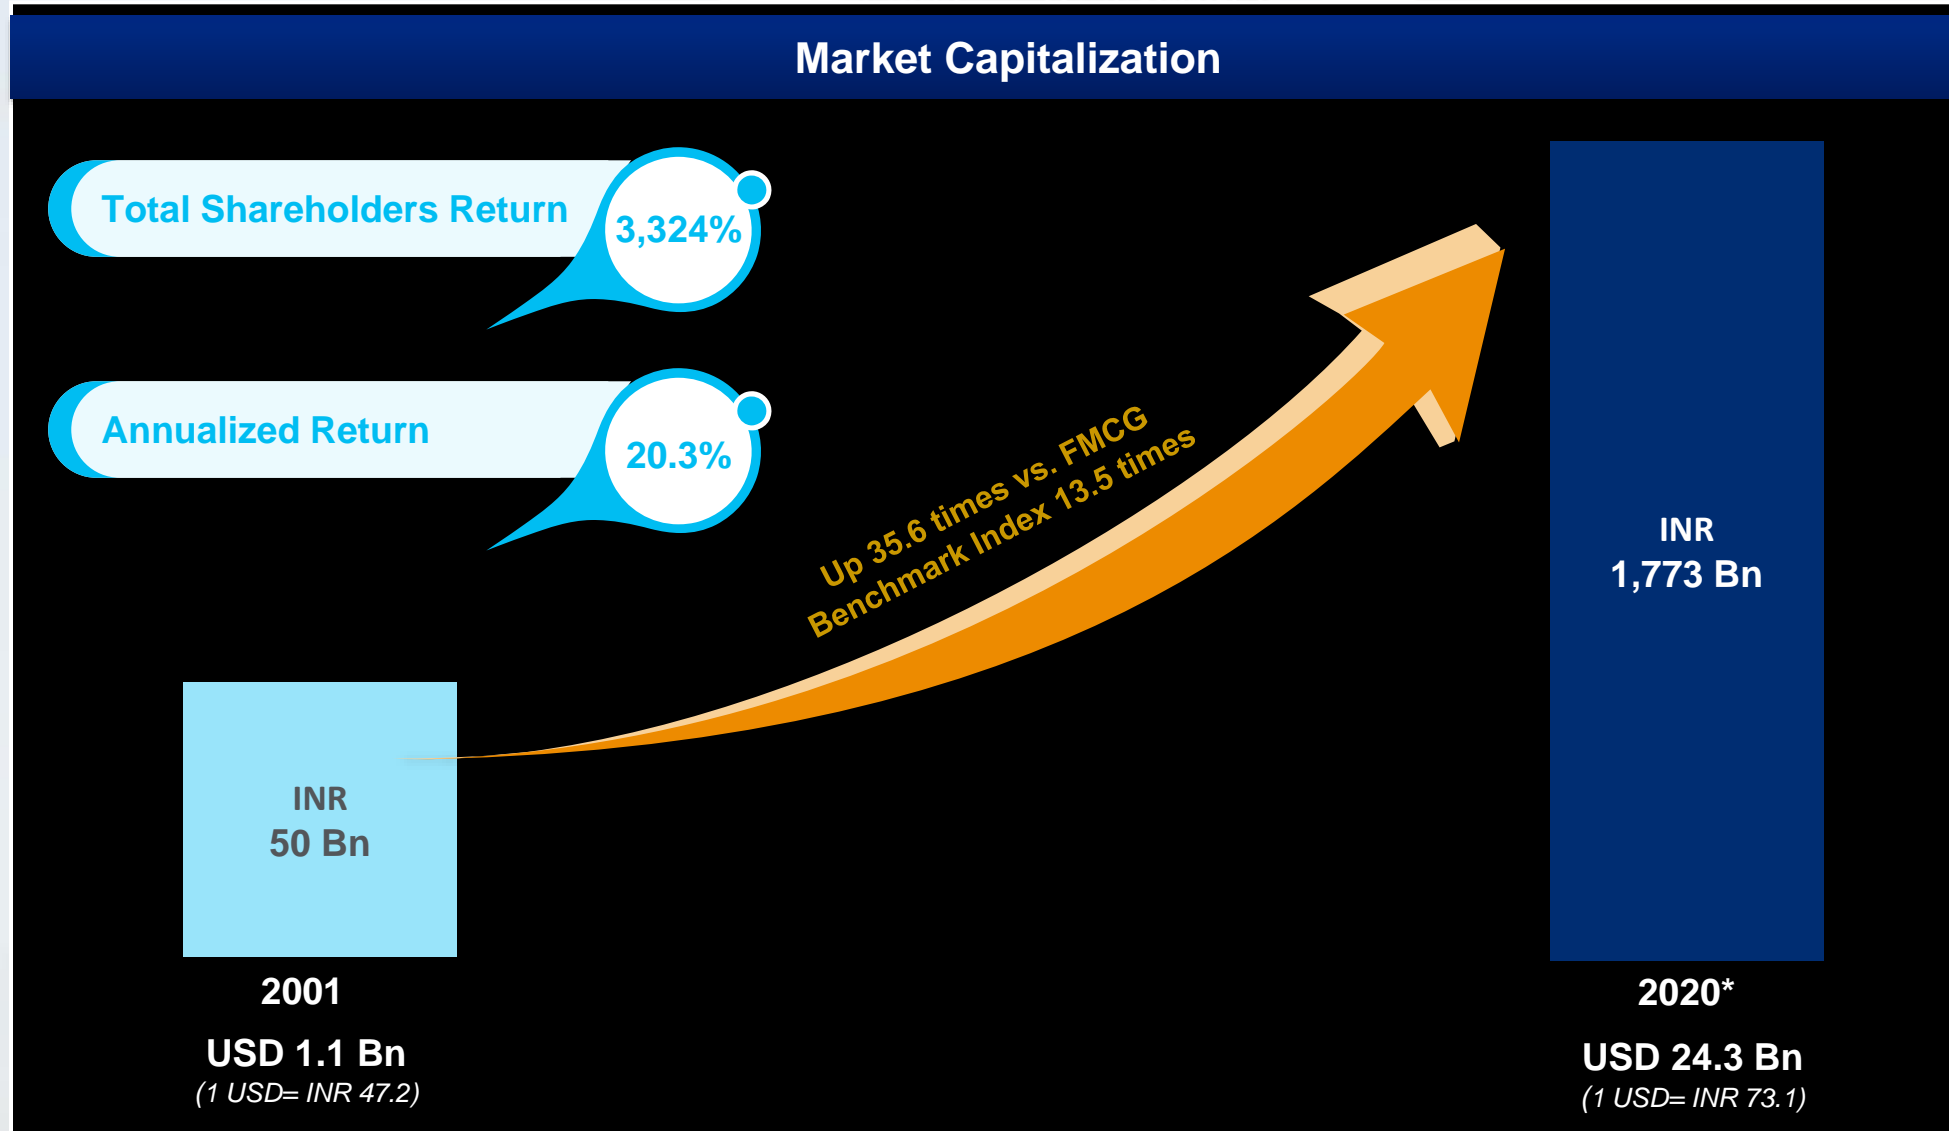 Market Capitalization
Total Shareholders Return
3,324%
Annualized Return
20.3%
Up 35.6 times vs. FMCG
Benchmark Index 13.5 times
INR
50 Bn
2001
USD 1.1 Bn
(1 USD= INR 47.2)
INR
1,773 Bn
2020*
USD 24.3 Bn
(1 USD= INR 73.1)